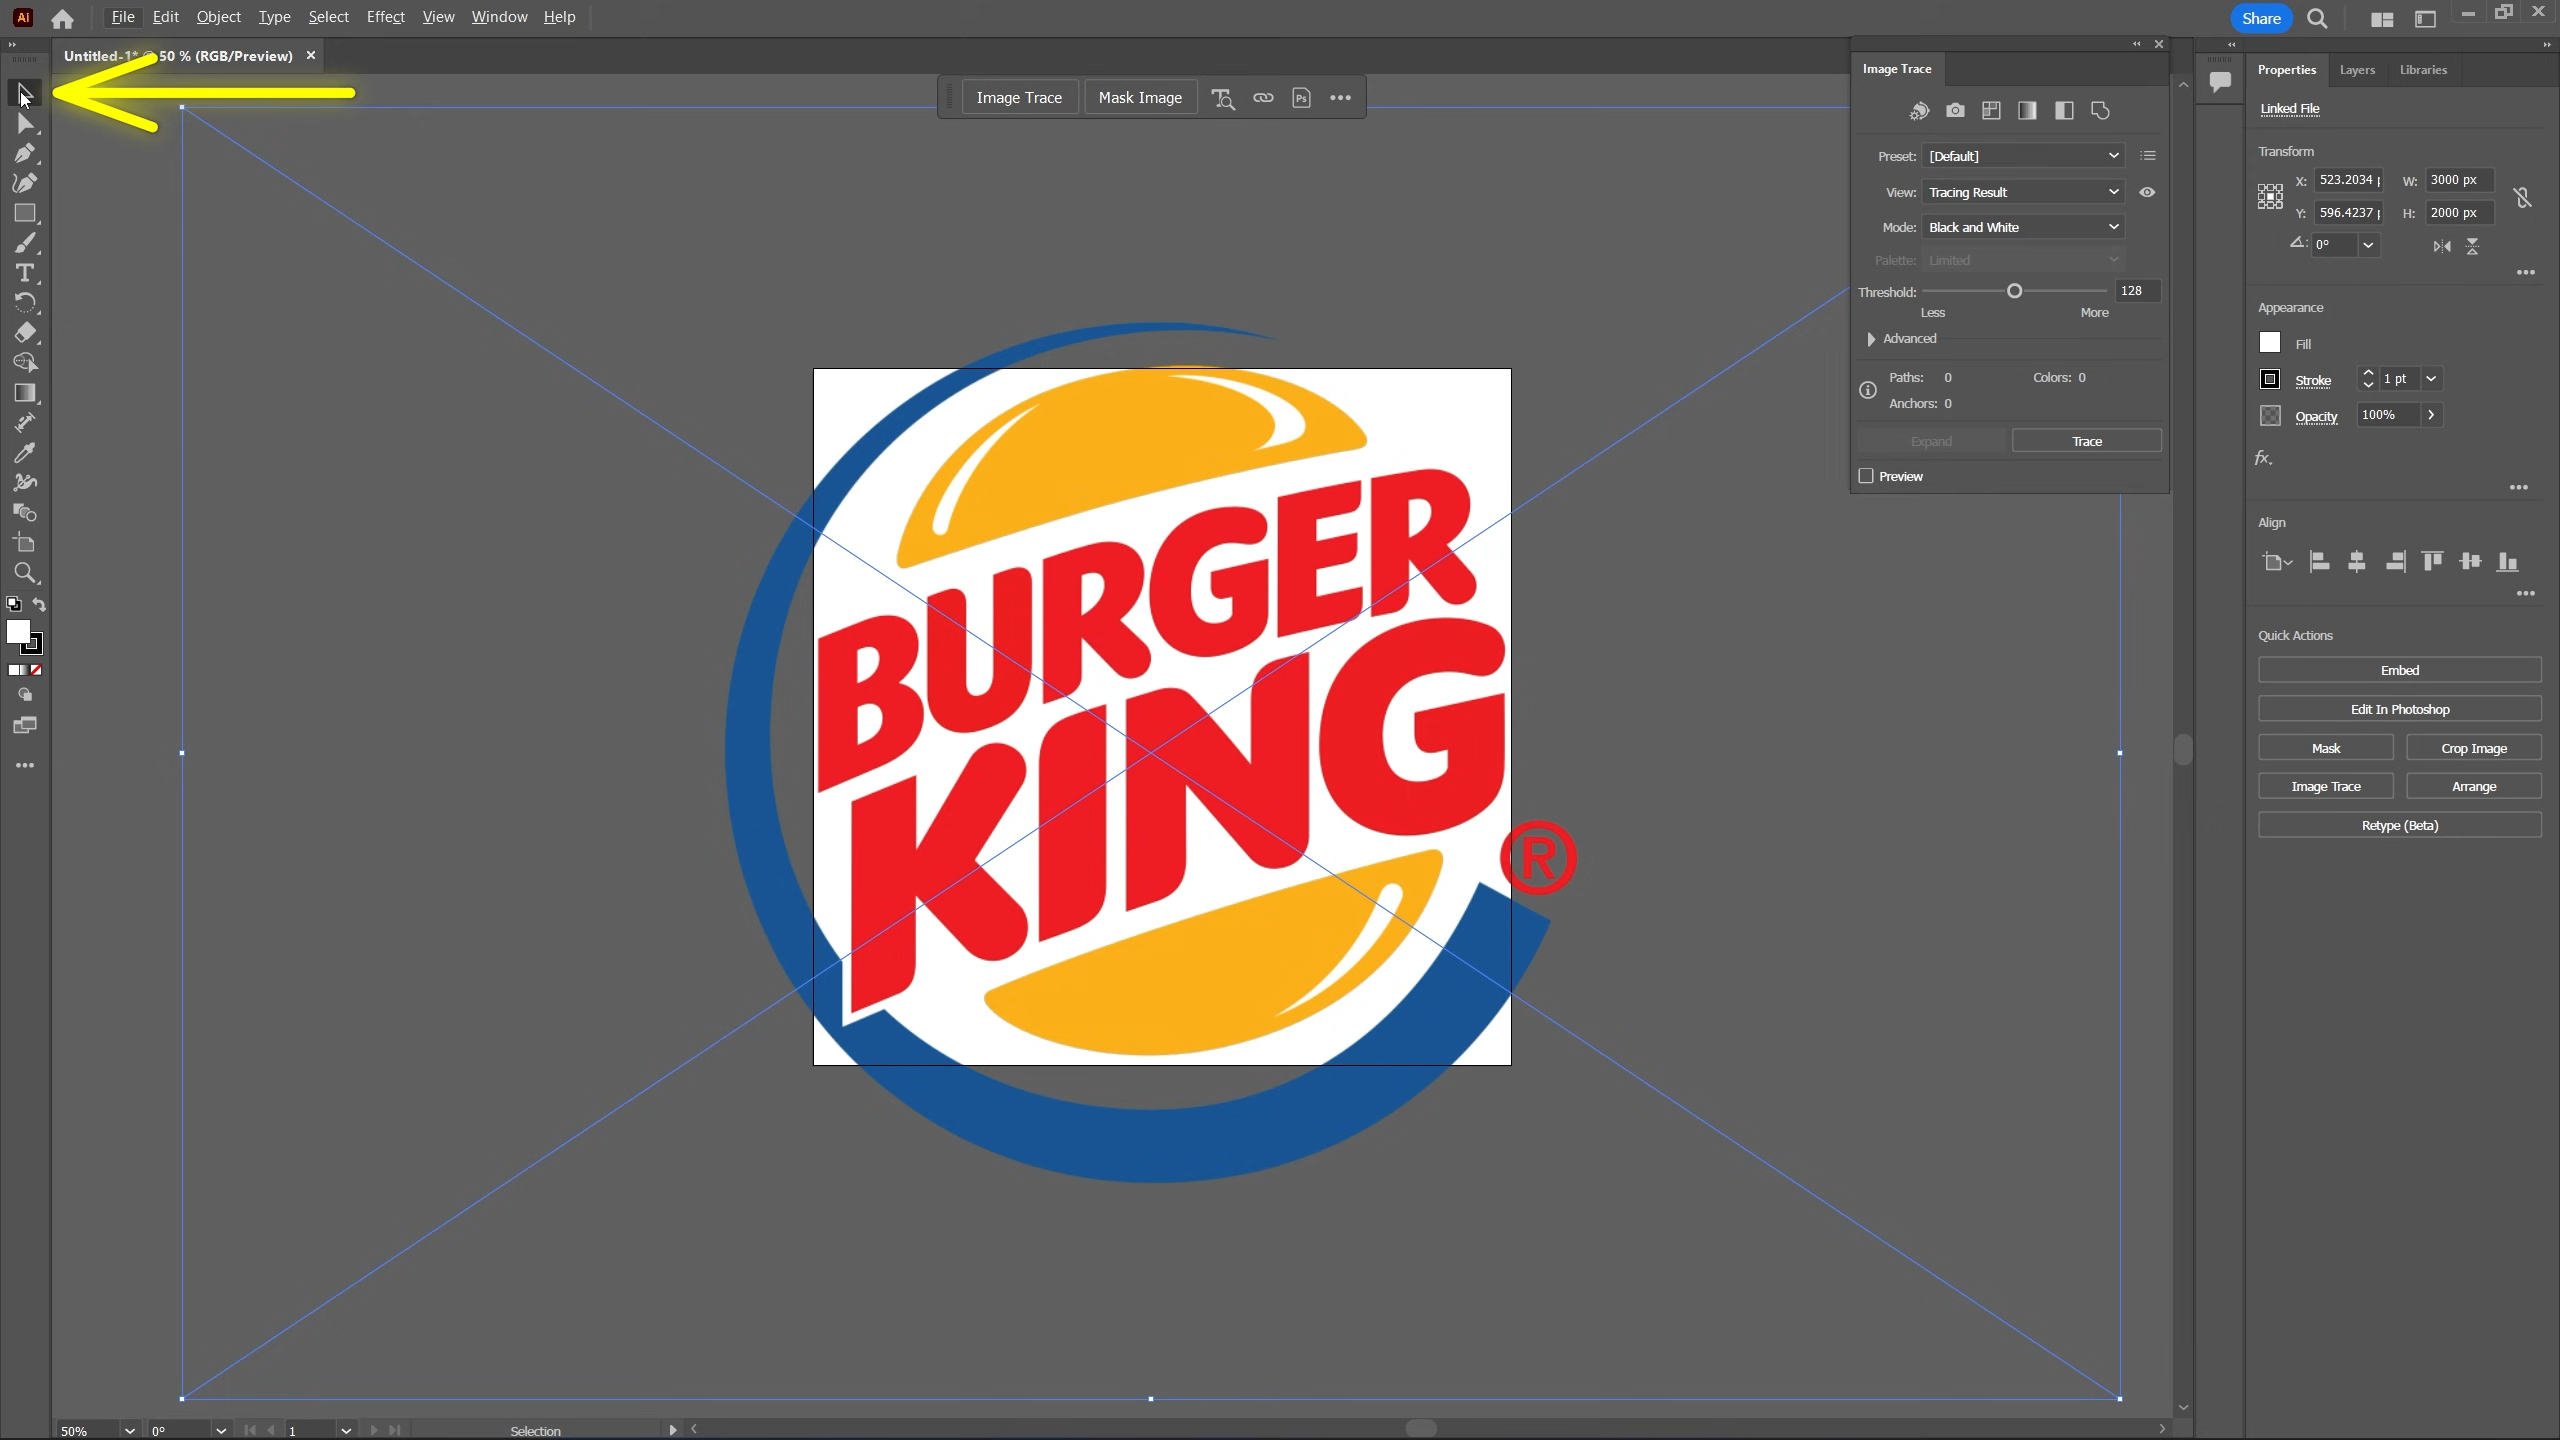 Ai File Edit Object Type Select Effect View Window Help Share
Untitled-1* @ 50 % (RGB/Preview) ×
Image Trace Mask Image Ps
Image Trace
Preset: [Default]
View: Tracing Result
Mode: Black and White
Palette: Limited
Threshold: 128
Less More
Advanced
Paths: 0 Colors: 0
Anchors: 0
Expand Trace
Preview
Properties Layers Libraries
Linked File
Transform
X: 523.2034 W: 3000 px
Y: 596.4237 H: 2000 px
0°
Appearance
Fill
Stroke 1 pt
Opacity 100%
fx.
Align
Quick Actions
Embed
Edit In Photoshop
Mask Crop Image
Image Trace Arrange
Retype (Beta)
BURGER
KING
®
50% 0° 1 Selection